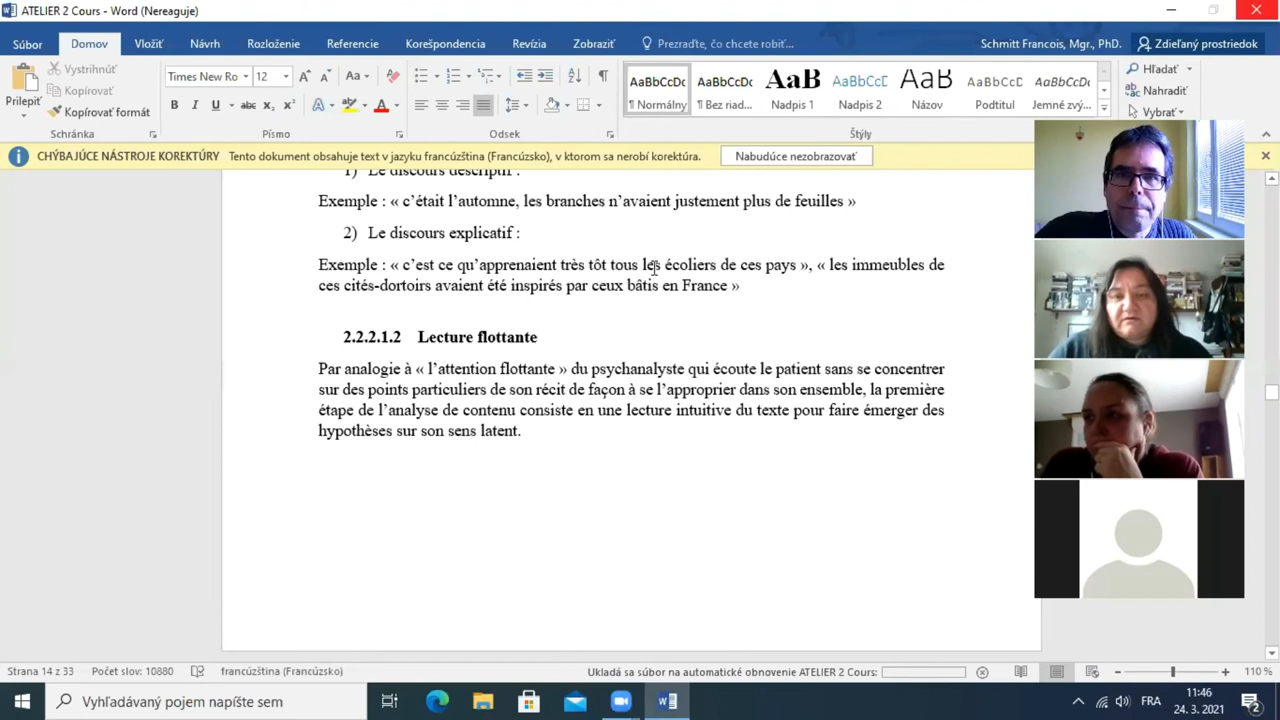 ATELIER 2 Cours - Word (Nereaguje)
Súbor Domov Vložiť Návrh Rozloženie Referencie Korešpondencia Revízia Zobraziť Prezraďte, čo chcete robiť... Schmitt Francois, Mgr., PhD. Zdieľaný prostriedok
Prilepiť
Vystrihnúť
Kopírovať
Kopírovať formát
Schránka
Times New Ro 12
Písmo
Odsek
AaBbCcDc AaBbCcDc AaB AaBbCcD AaB AaBbCcD AaBbCcDc
¶ Normálny ¶ Bez riad... Nadpis 1 Nadpis 2 Názov Podtitul Jemné zvý...
Štýly
Hľadať
Nahradiť
Vybrať
CHÝBAJÚCE NÁSTROJE KOREKTÚRY Tento dokument obsahuje text v jazyku francúzština (Francúzsko), v ktorom sa nerobí korektúra. Nabudúce nezobrazovať
1) Le discours descriptif :
Exemple : « c’était l’automne, les branches n’avaient justement plus de feuilles »
2) Le discours explicatif :
Exemple : « c’est ce qu’apprenaient très tôt tous les écoliers de ces pays », « les immeubles de
ces cités-dortoirs avaient été inspirés par ceux bâtis en France »
2.2.2.1.2 Lecture flottante
Par analogie à « l’attention flottante » du psychanalyste qui écoute le patient sans se concentrer
sur des points particuliers de son récit de façon à se l’approprier dans son ensemble, la première
étape de l’analyse de contenu consiste en une lecture intuitive du texte pour faire émerger des
hypothèses sur son sens latent.
Strana 14 z 33 Počet slov: 10880 francúzština (Francúzsko) Ukladá sa súbor na automatické obnovenie ATELIER 2 Cours: 110 %
Vyhľadávaný pojem napíšte sem
FRA
11:46
24. 3. 2021
2